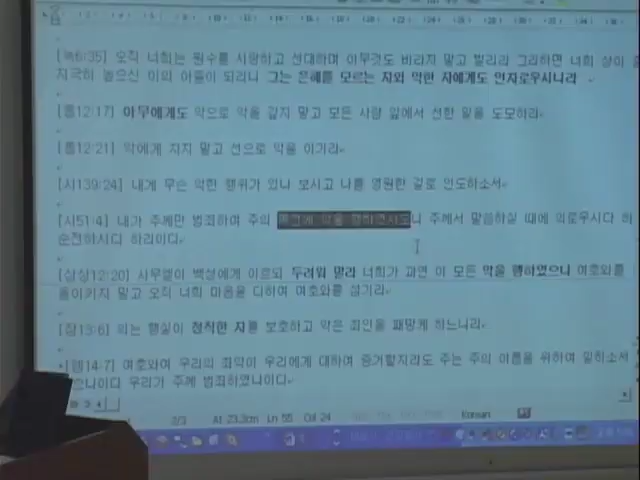 [눅6:35] 오직 너희는 원수를 사랑하고 선대하며 아무것도 바라지 말고 빌리라 그리하면 너희 상이
지극히 높으신 이의 아들이 되리니 그는 은혜를 모르는 자와 악한 자에게도 인자로우시니라
[롬12:17] 아무에게도 악으로 악을 갚지 말고 모든 사람 앞에서 선한 일을 도모하라
[롬12:21] 악에게 지지 말고 선으로 악을 이기라
[시139:24] 내게 무슨 악한 행위가 있나 보시고 나를 영원한 길로 인도하소서
[시51:4] 내가 주께만 범죄하여 주의 목전에 악을 행하였사오니 주께서 말씀하실 때에 의로우시다 하
순전하시다 하리이다
[삼상12:20] 사무엘이 백성에게 이르되 두려워 말라 너희가 과연 이 모든 악을 행하였으나 여호와를
돌이키지 말고 오직 너희 마음을 다하여 여호와를 섬기라
[잠13:6] 의는 행실이 정직한 자를 보호하고 악은 죄인을 패망케 하느니라
[렘14:7] 여호와여 우리의 죄악이 우리에게 대하여 증거할지라도 주는 주의 이름을 위하여 일하소서
으니이다 우리가 주께 범죄하였나이다
2/3 At 23.3cm Ln 55 Col 24 Korean